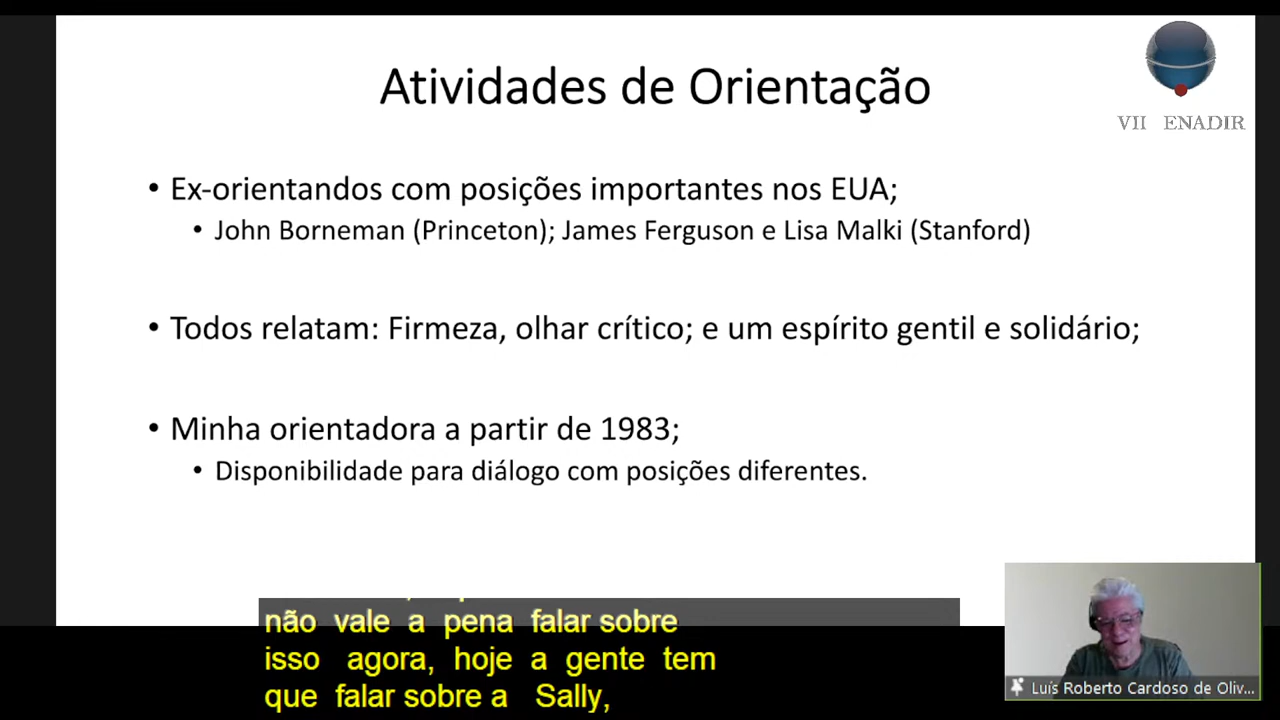 Atividades de Orientação
VII ENADIR
• Ex-orientandos com posições importantes nos EUA;
• John Borneman (Princeton); James Ferguson e Lisa Malki (Stanford)
• Todos relatam: Firmeza, olhar crítico; e um espírito gentil e solidário;
• Minha orientadora a partir de 1983;
• Disponibilidade para diálogo com posições diferentes.
não vale a pena falar sobre
isso agora, hoje a gente tem
que falar sobre a Sally,
Luís Roberto Cardoso de Oliv...